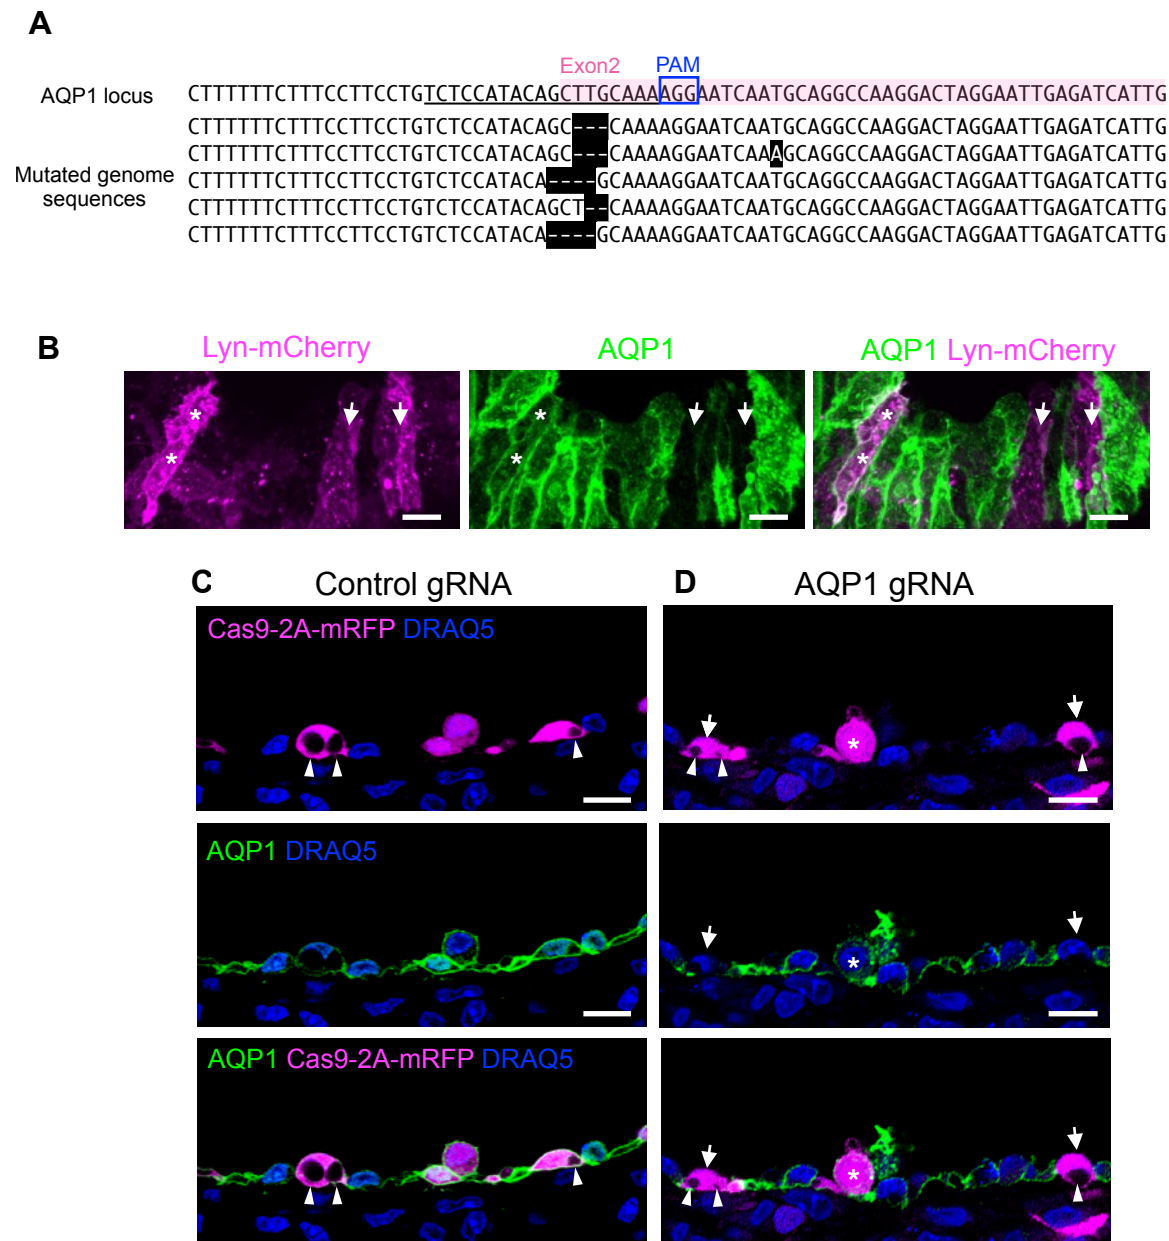 A
Exon2 PAM
AQP1 locus CTTTTTTCTTTCCTTCCTGTCTCCATACAGCTTGCAAAAGGAATCAATGCAGGCCAAGGACTAGGAATTGAGATCATTG
CTTTTTTCTTTCCTTCCTGTCTCCATACAGC---CAAAAGGAATCAATGCAGGCCAAGGACTAGGAATTGAGATCATTG
CTTTTTTCTTTCCTTCCTGTCTCCATACAGC---CAAAAGGAATCAAAGCAGGCCAAGGACTAGGAATTGAGATCATTG
Mutated genome sequences CTTTTTTCTTTCCTTCCTGTCTCCATACA----GCAAAAGGAATCAATGCAGGCCAAGGACTAGGAATTGAGATCATTG
CTTTTTTCTTTCCTTCCTGTCTCCATACAGCT--CAAAAGGAATCAATGCAGGCCAAGGACTAGGAATTGAGATCATTG
CTTTTTTCTTTCCTTCCTGTCTCCATACA----GCAAAAGGAATCAATGCAGGCCAAGGACTAGGAATTGAGATCATTG
B
Lyn-mCherry AQP1 AQP1 Lyn-mCherry
* * * * * *
C Control gRNA D AQP1 gRNA
Cas9-2A-mRFP DRAQ5
*
AQP1 DRAQ5
*
AQP1 Cas9-2A-mRFP DRAQ5
*